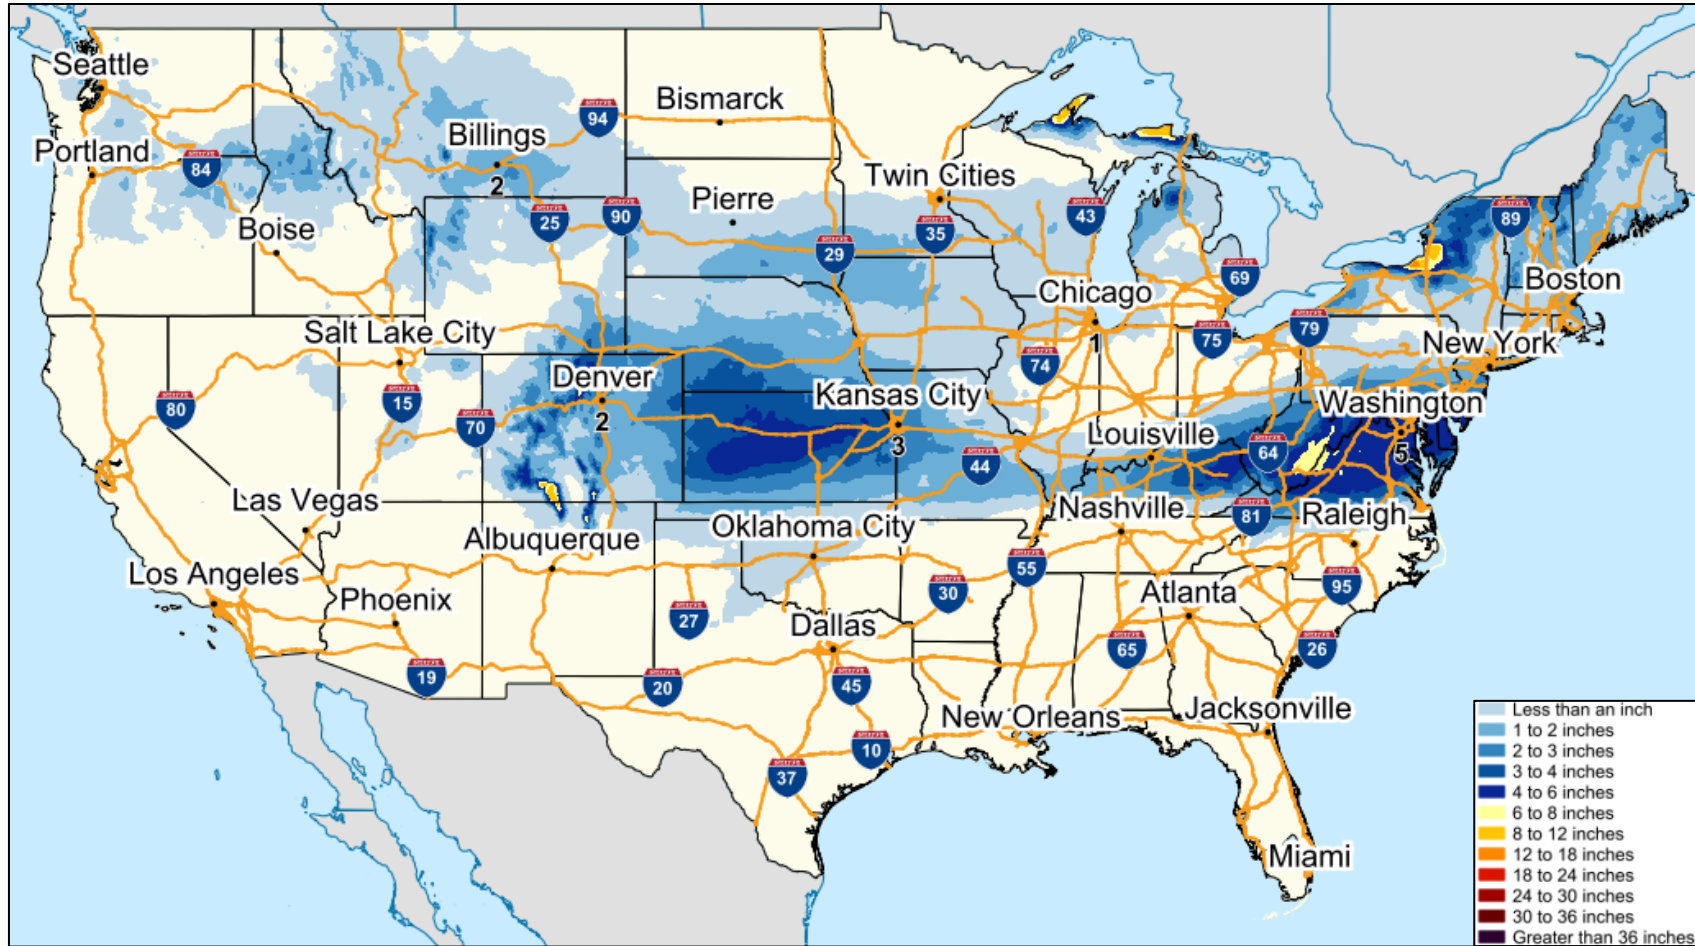 Seattle
Bismarck
94
Billings
Portland
84
2
Twin Cities
Pierre
25
90
43
89
Boise
35
29
69
Boston
Chicago
Salt Lake City
79
75
New York
1
74
Denver
Kansas City
15
80
2
70
Washington
3
Louisville
5
64
44
Las Vegas
Nashville
81
Raleigh
Oklahoma City
Albuquerque
55
Los Angeles
95
30
Phoenix
Atlanta
27
Dallas
65
26
19
20
45
New Orleans
Jacksonville
10
37
Miami
Less than an inch
1 to 2 inches
2 to 3 inches
3 to 4 inches
4 to 6 inches
6 to 8 inches
8 to 12 inches
12 to 18 inches
18 to 24 inches
24 to 30 inches
30 to 36 inches
Greater than 36 inches